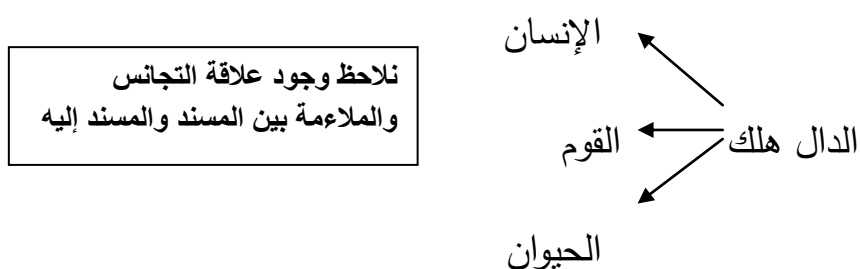 الإنسان
نلاحظ وجود علاقة التجانس
والملاءمة بين المسند والمسند إليه
الدال هلك
القوم
الحيوان